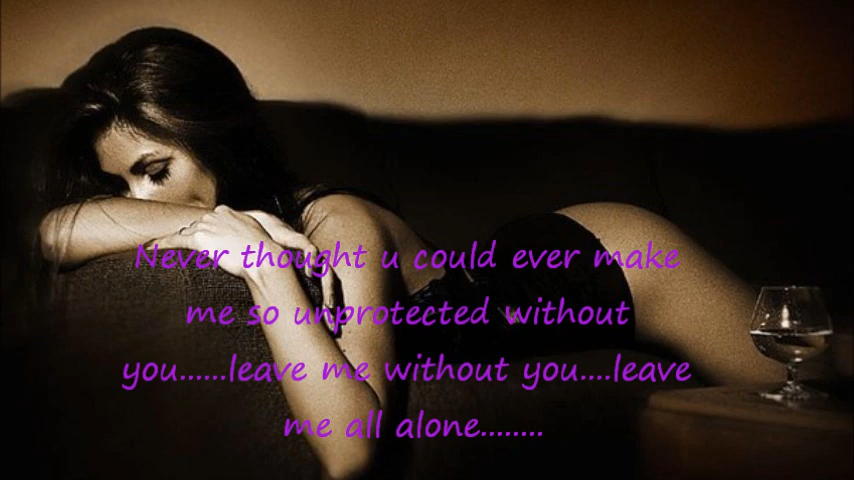 Never thought u could ever make
me so unprotected without
you......leave me without you....leave
me all alone........